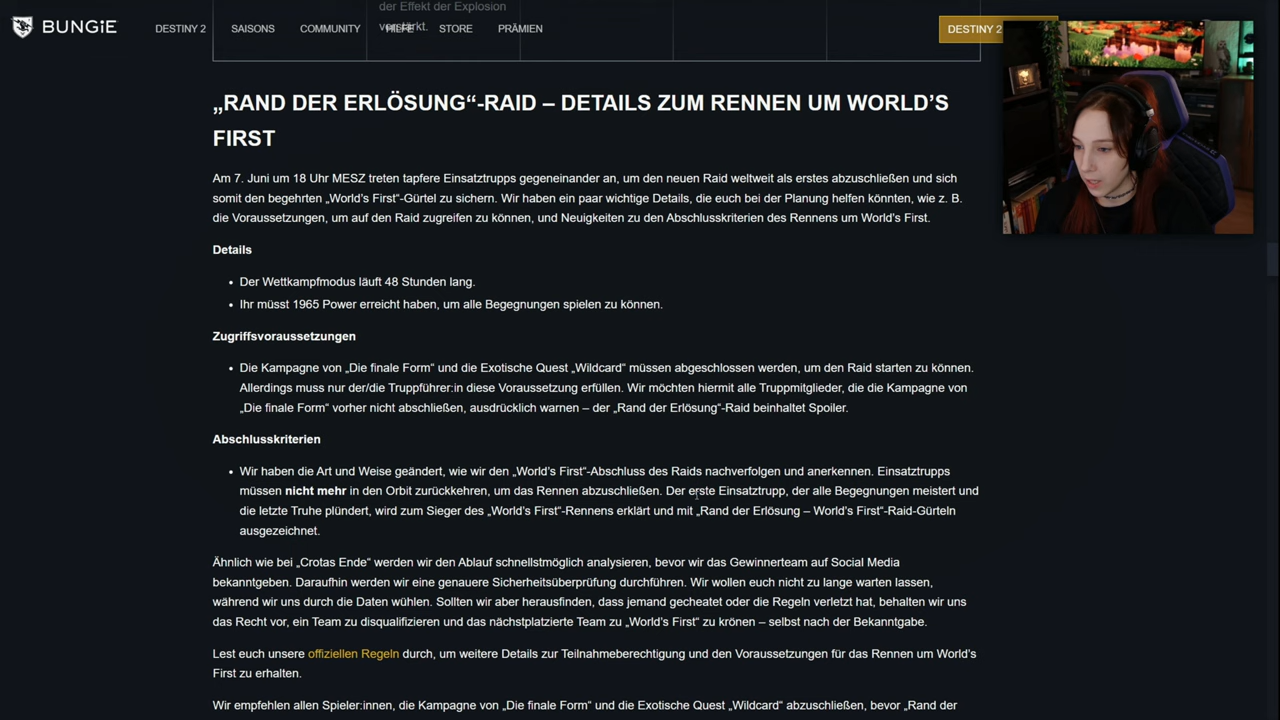 der Effekt der Explosion
verstärkt.
BUNGiE
DESTINY 2
SAISONS
COMMUNITY
HILFE
STORE
PRÄMIEN
DESTINY 2
„RAND DER ERLÖSUNG“-RAID – DETAILS ZUM RENNEN UM WORLD’S
FIRST
Am 7. Juni um 18 Uhr MESZ treten tapfere Einsatztrupps gegeneinander an, um den neuen Raid weltweit als erstes abzuschließen und sich
somit den begehrten „World’s First“-Gürtel zu sichern. Wir haben ein paar wichtige Details, die euch bei der Planung helfen könnten, wie z. B.
die Voraussetzungen, um auf den Raid zugreifen zu können, und Neuigkeiten zu den Abschlusskriterien des Rennens um World’s First.
Details
• Der Wettkampfmodus läuft 48 Stunden lang.
• Ihr müsst 1965 Power erreicht haben, um alle Begegnungen spielen zu können.
Zugriffsvoraussetzungen
• Die Kampagne von „Die finale Form“ und die Exotische Quest „Wildcard“ müssen abgeschlossen werden, um den Raid starten zu können.
Allerdings muss nur der/die Truppführer:in diese Voraussetzung erfüllen. Wir möchten hiermit alle Truppmitglieder, die die Kampagne von
„Die finale Form“ vorher nicht abschließen, ausdrücklich warnen – der „Rand der Erlösung“-Raid beinhaltet Spoiler.
Abschlusskriterien
• Wir haben die Art und Weise geändert, wie wir den „World’s First“-Abschluss des Raids nachverfolgen und anerkennen. Einsatztrupps
müssen nicht mehr in den Orbit zurückkehren, um das Rennen abzuschließen. Der erste Einsatztrupp, der alle Begegnungen meistert und
die letzte Truhe plündert, wird zum Sieger des „World’s First“-Rennens erklärt und mit „Rand der Erlösung – World’s First“-Raid-Gürteln
ausgezeichnet.
Ähnlich wie bei „Crotas Ende“ werden wir den Ablauf schnellstmöglich analysieren, bevor wir das Gewinnerteam auf Social Media
bekanntgeben. Daraufhin werden wir eine genauere Sicherheitsüberprüfung durchführen. Wir wollen euch nicht zu lange warten lassen,
während wir uns durch die Daten wühlen. Sollten wir aber herausfinden, dass jemand gecheatet oder die Regeln verletzt hat, behalten wir uns
das Recht vor, ein Team zu disqualifizieren und das nächstplatzierte Team zu „World’s First“ zu krönen – selbst nach der Bekanntgabe.
Lest euch unsere offiziellen Regeln durch, um weitere Details zur Teilnahmeberechtigung und den Voraussetzungen für das Rennen um World’s
First zu erhalten.
Wir empfehlen allen Spieler:innen, die Kampagne von „Die finale Form“ und die Exotische Quest „Wildcard“ abzuschließen, bevor „Rand der